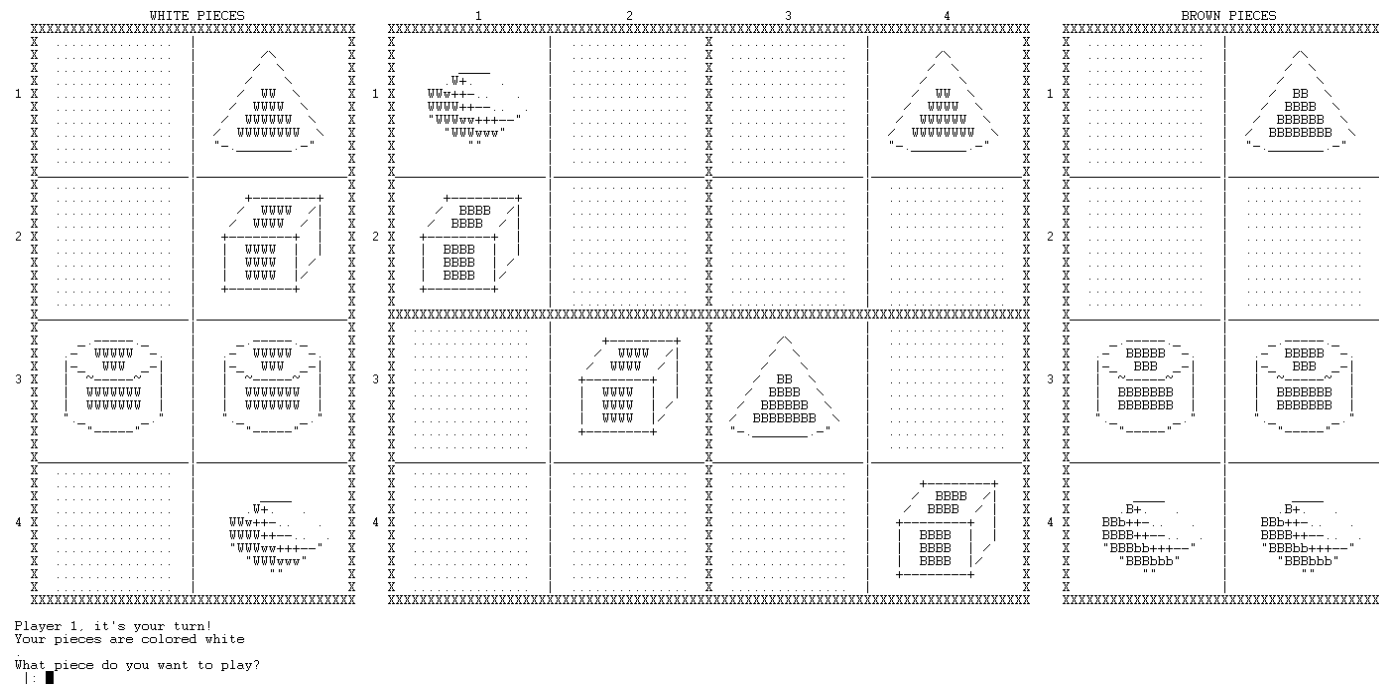 WHITE PIECES 1 2 3 4 BROWN PIECES
1 1 1
2 2 2
3 3 3
4 4 4
Player 1, it's your turn!
Your pieces are colored white
.
What piece do you want to play?
|: